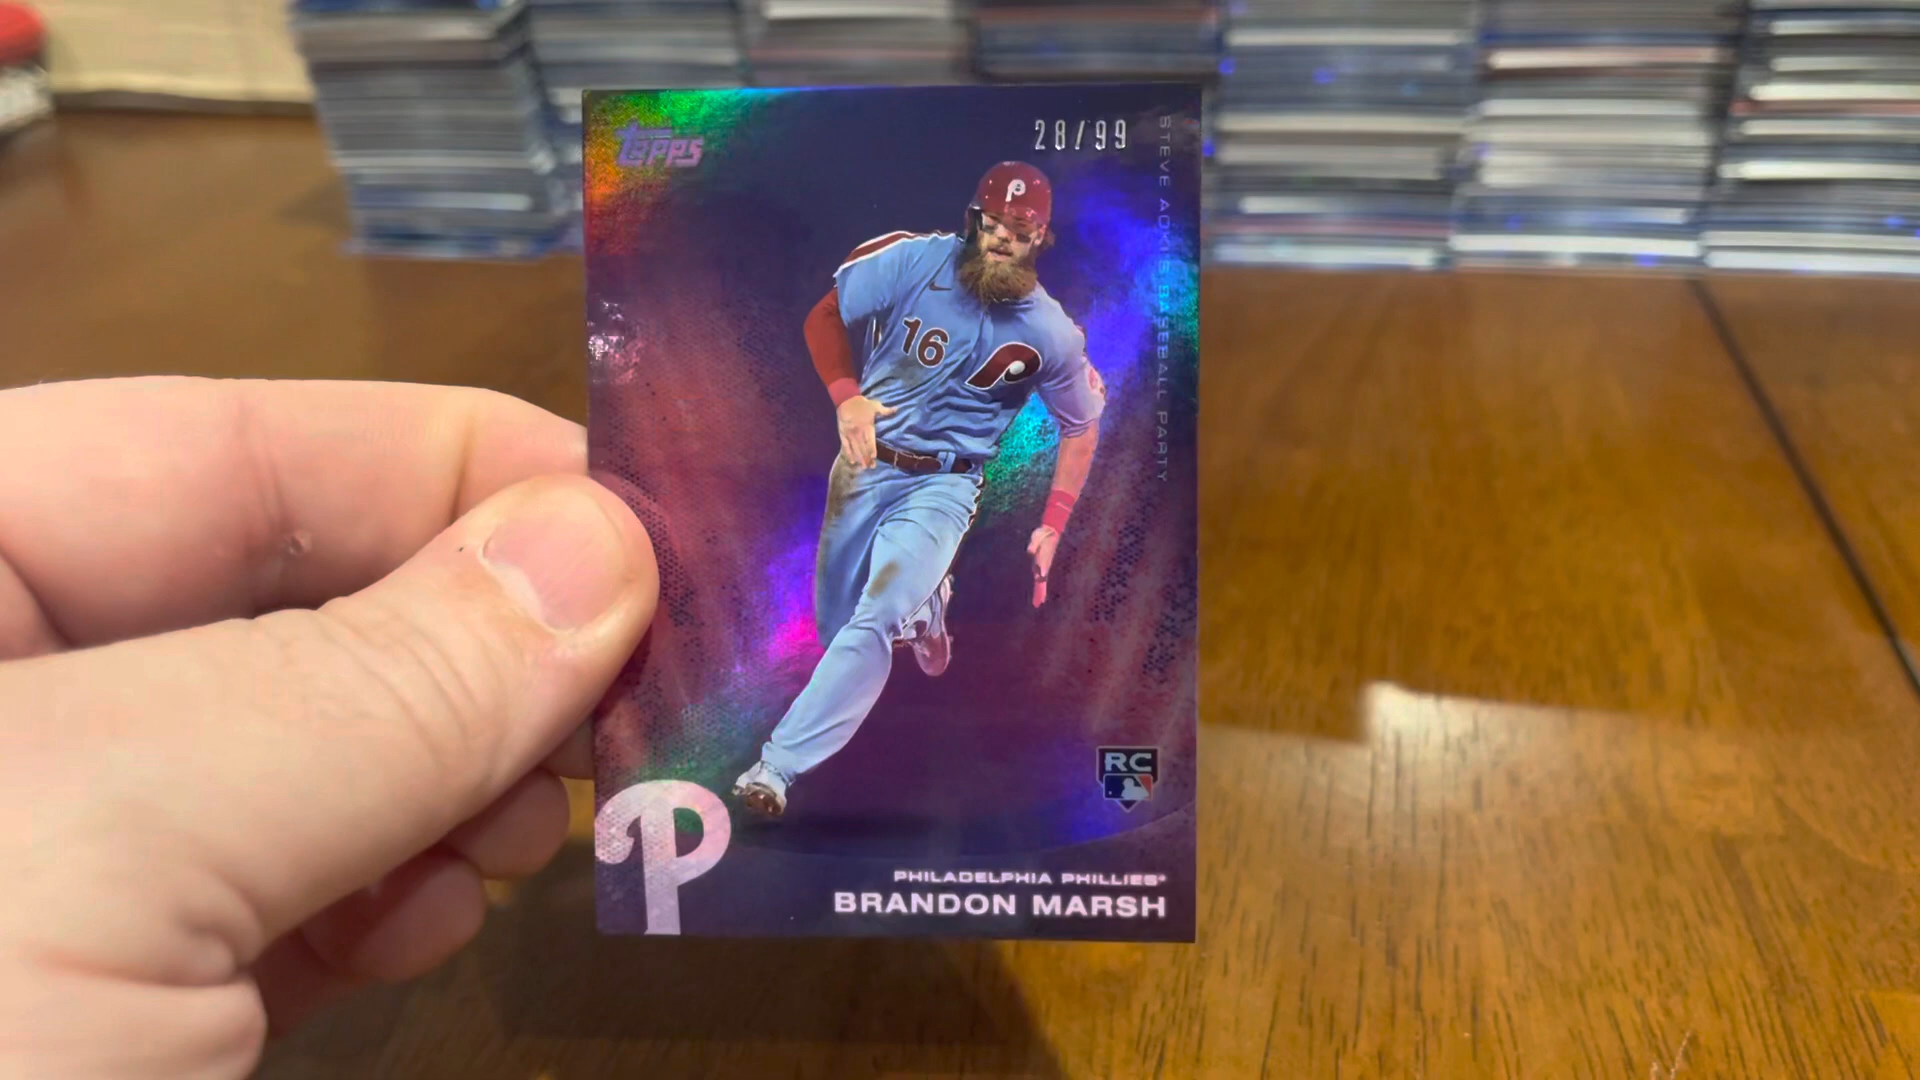 Topps
28/99
STEVE AOKI'S BASEBALL PARTY
P
16
P
RC
P
PHILADELPHIA PHILLIES®
BRANDON MARSH